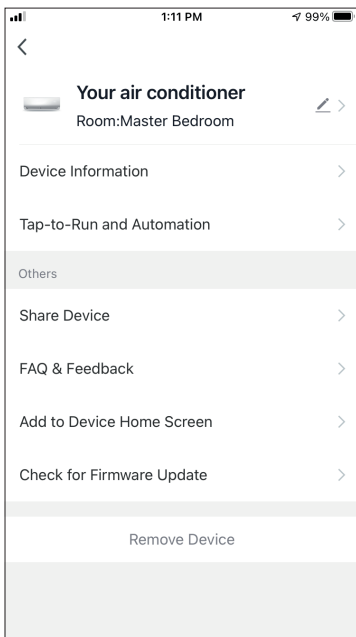 1:11 PM
99%
Your air conditioner
Room:Master Bedroom
Device Information
Tap-to-Run and Automation
Others
Share Device
FAQ & Feedback
Add to Device Home Screen
Check for Firmware Update
Remove Device